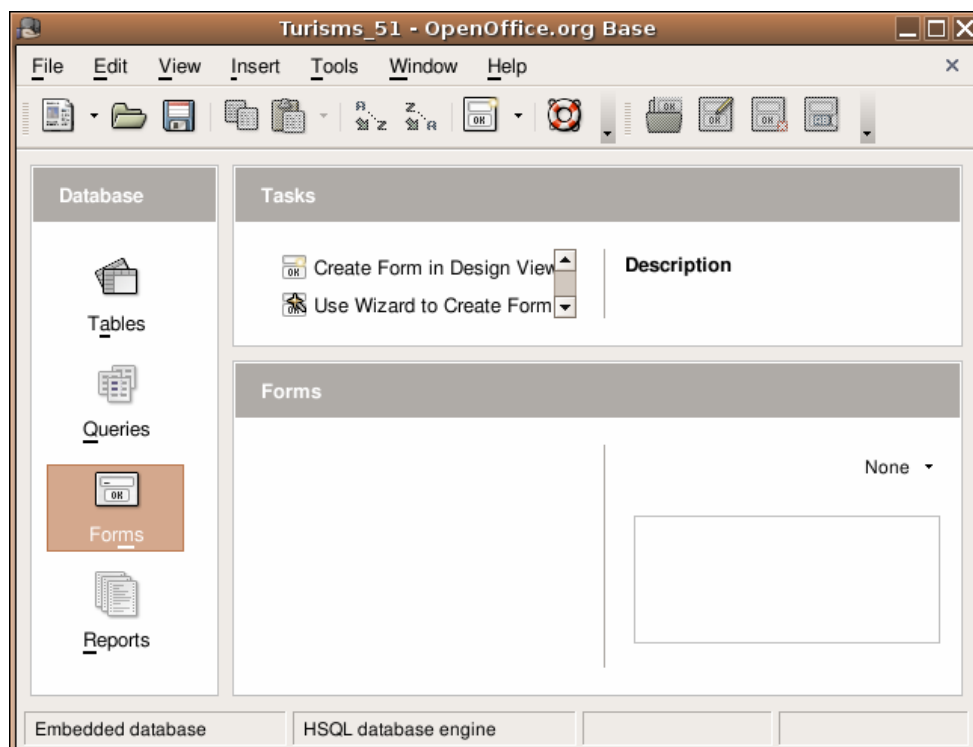 Turisms_51 - OpenOffice.org Base
File Edit View Insert Tools Window Help
Database
Tables
Queries
Forms
Reports
Tasks
Create Form in Design View
Use Wizard to Create Form
Description
Forms
None
Embedded database
HSQL database engine